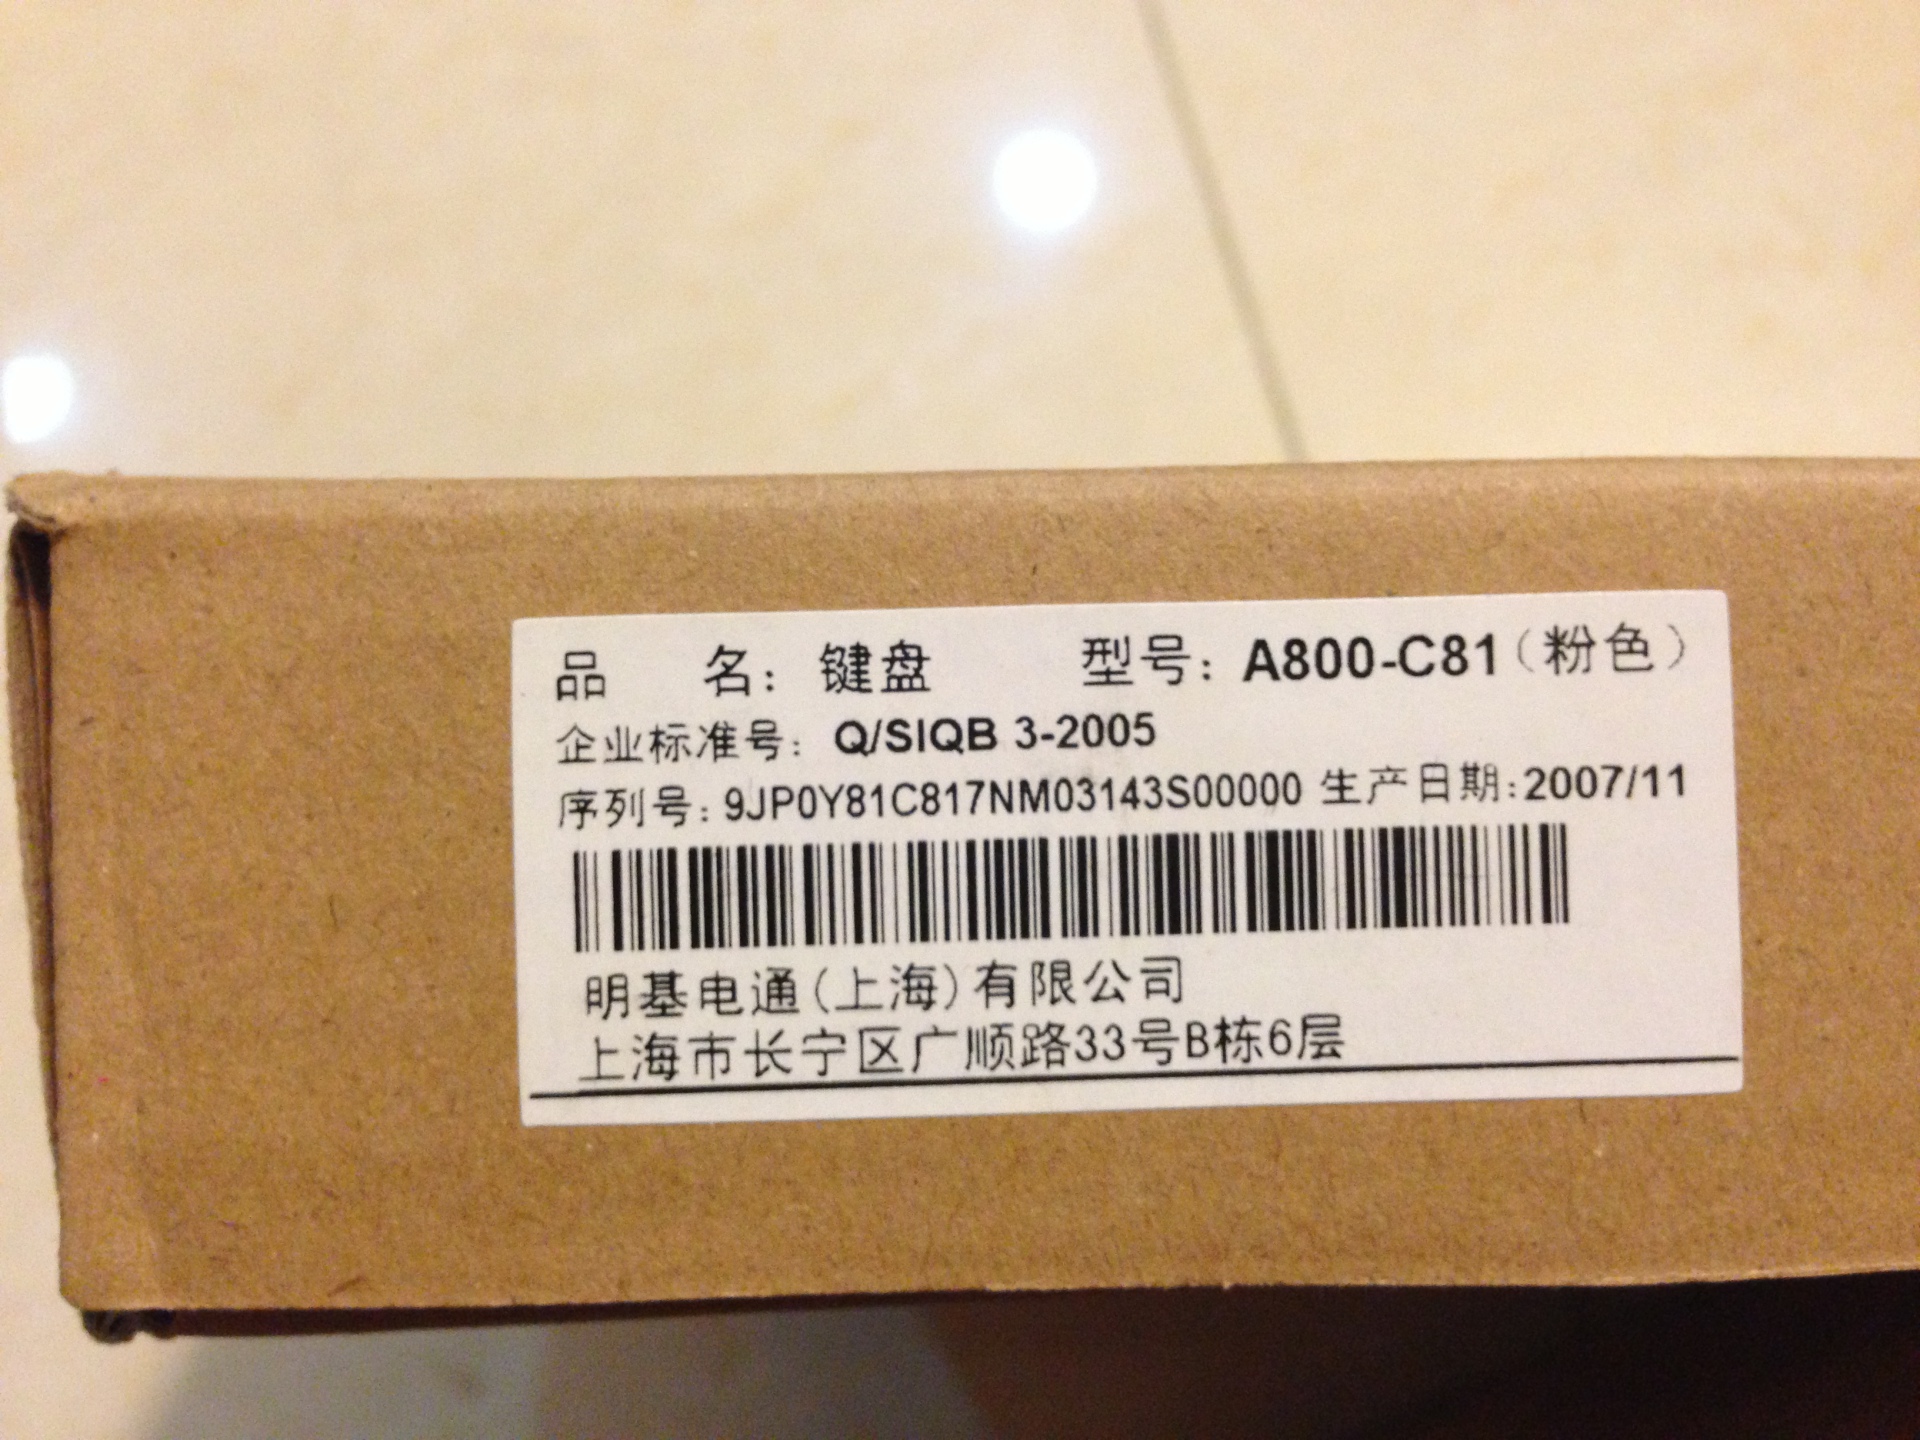 品 名：键盘 型号：A800-C81（粉色）
企业标准号：Q/SIQB 3-2005
序列号：9JP0Y81C817NM03143S00000 生产日期：2007/11
明基电通（上海）有限公司
上海市长宁区广顺路33号B栋6层